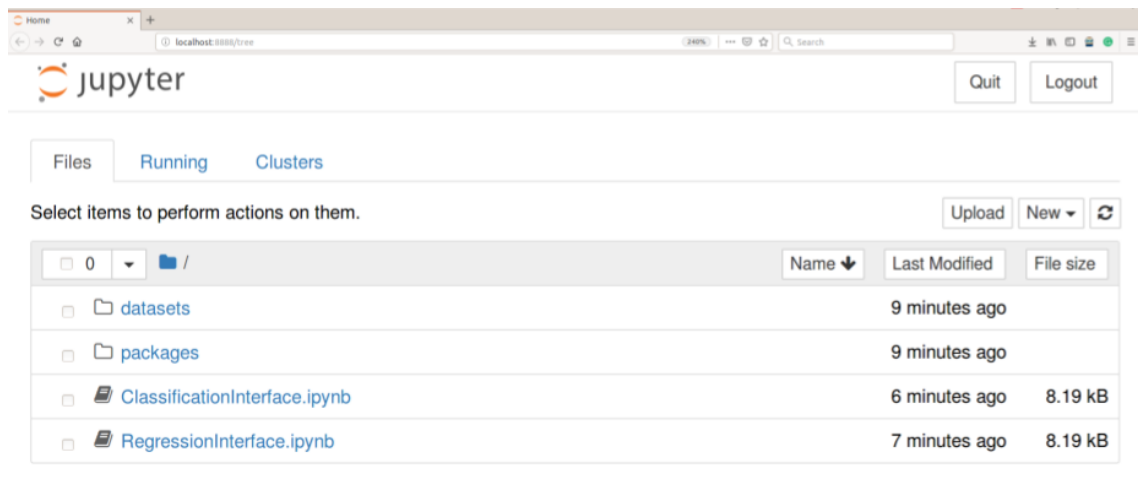 Home
localhost:8888/tree 240% Search
jupyter Quit Logout
Files Running Clusters
Select items to perform actions on them. Upload New
0 / Name Last Modified File size
datasets 9 minutes ago
packages 9 minutes ago
ClassificationInterface.ipynb 6 minutes ago 8.19 kB
RegressionInterface.ipynb 7 minutes ago 8.19 kB